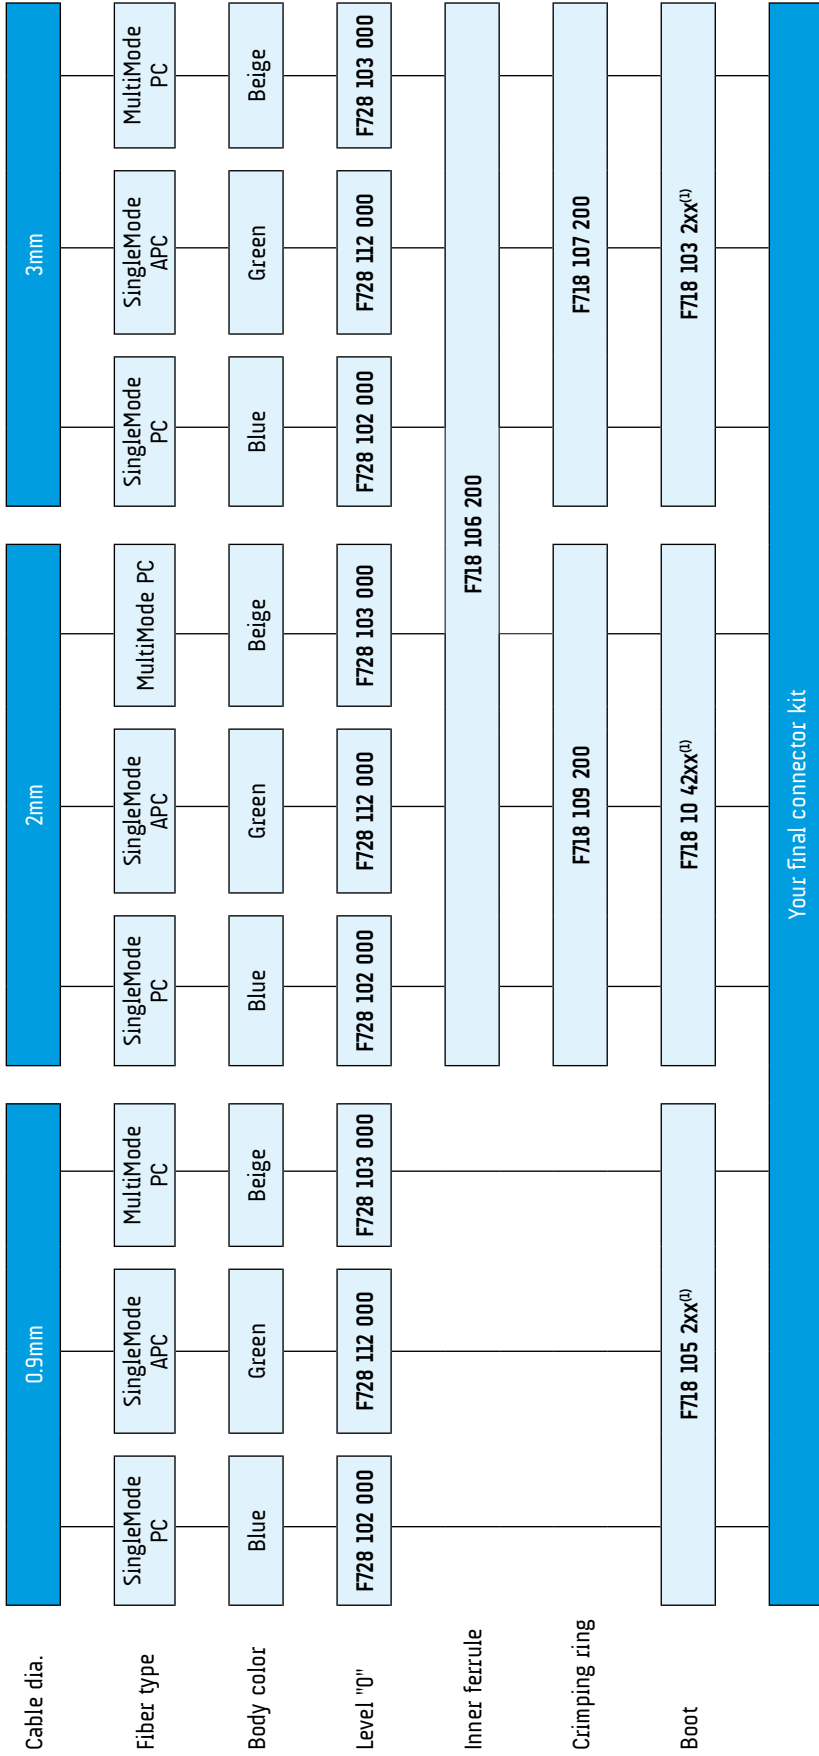 Cable dia.
0.9mm
2mm
3mm
Fiber type
SingleMode
PC
SingleMode
APC
MultiMode
PC
SingleMode
PC
SingleMode
APC
MultiMode PC
SingleMode
PC
SingleMode
APC
MultiMode
PC
Body color
Blue
Green
Beige
Blue
Green
Beige
Blue
Green
Beige
Level "0"
F728 102 000
F728 112 000
F728 103 000
F728 102 000
F728 112 000
F728 103 000
F728 102 000
F728 112 000
F728 103 000
Inner ferrule
F718 106 200
Crimping ring
F718 109 200
F718 107 200
Boot
F718 105 2xx(1)
F718 10 42xx(1)
F718 103 2xx(1)
Your final connector kit